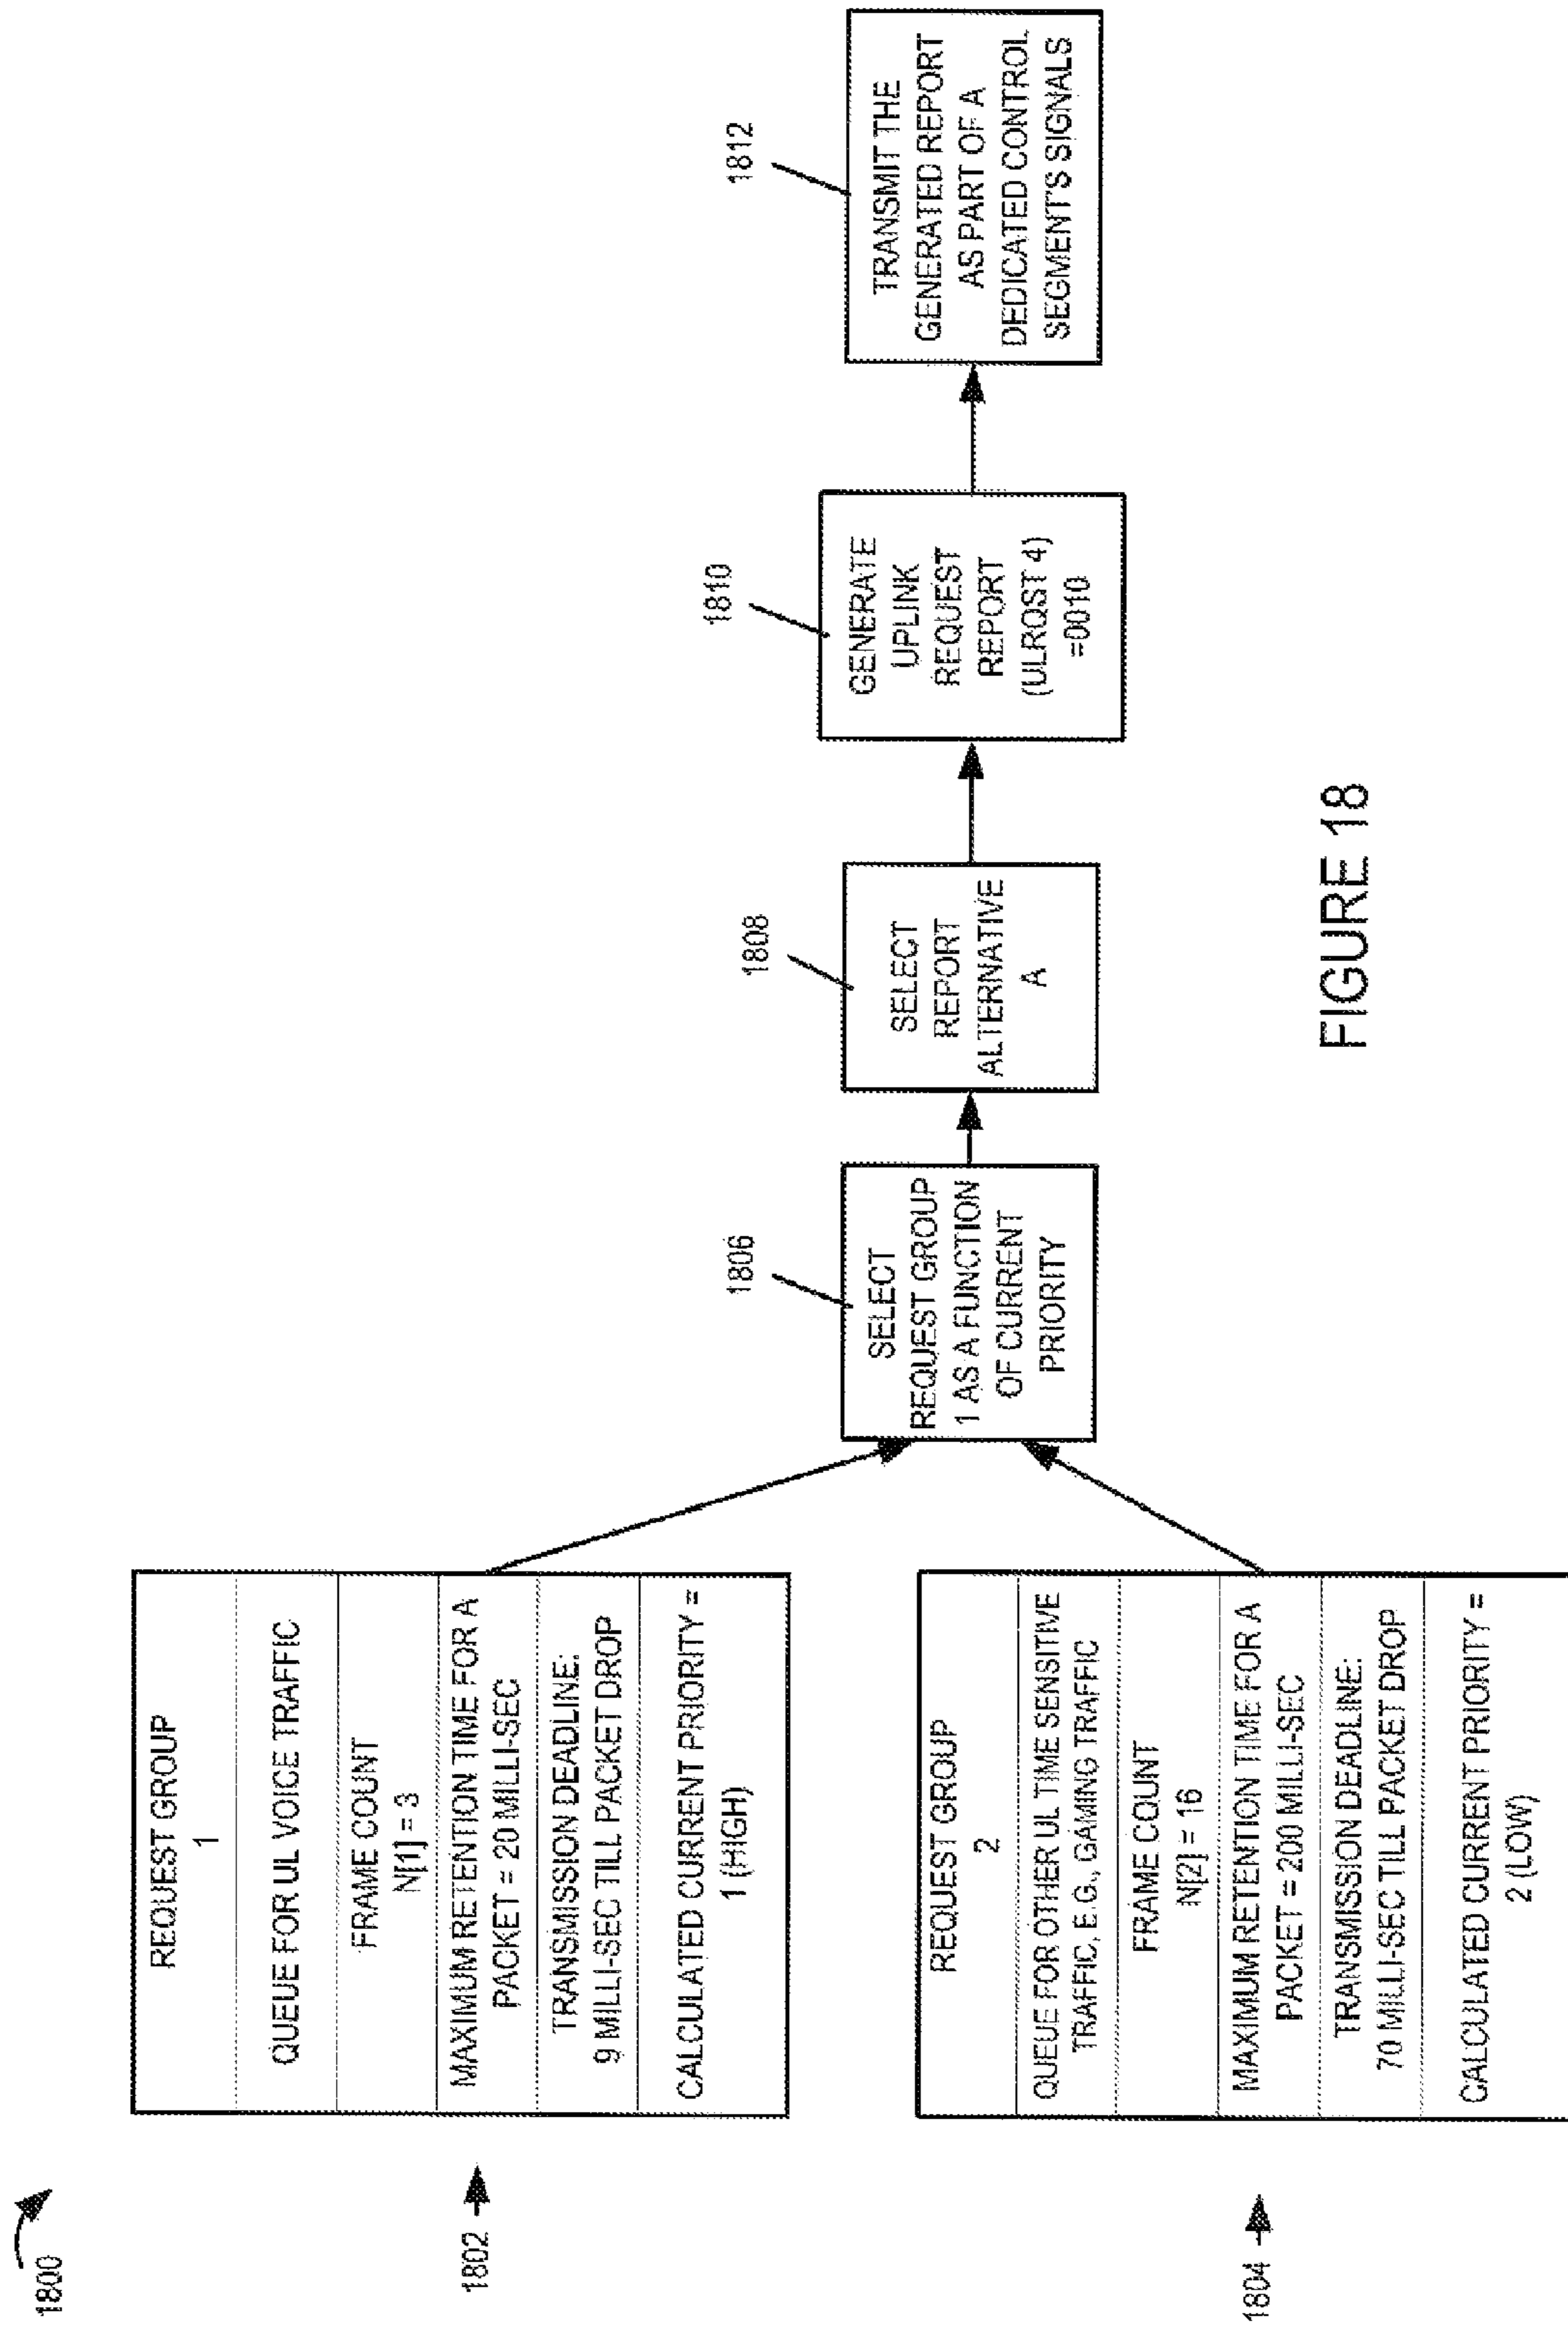 1800
1802
REQUEST GROUP
1
QUEUE FOR UL VOICE TRAFFIC
FRAME COUNT
N[1] = 3
MAXIMUM RETENTION TIME FOR A
PACKET = 20 MILLI-SEC
TRANSMISSION DEADLINE:
9 MILLI-SEC TILL PACKET DROP
CALCULATED CURRENT PRIORITY =
1 (HIGH)
1804
REQUEST GROUP
2
QUEUE FOR OTHER UL TIME SENSITIVE
TRAFFIC, E.G., GAMING TRAFFIC
FRAME COUNT
N[2] = 16
MAXIMUM RETENTION TIME FOR A
PACKET = 200 MILLI-SEC
TRANSMISSION DEADLINE:
70 MILLI-SEC TILL PACKET DROP
CALCULATED CURRENT PRIORITY =
2 (LOW)
1806
SELECT
REQUEST GROUP
1 AS A FUNCTION
OF CURRENT
PRIORITY
1808
SELECT
REPORT
ALTERNATIVE
A
1810
GENERATE
UPLINK
REQUEST
REPORT
(ULRQST 4)
=0010
1812
TRANSMIT THE
GENERATED REPORT
AS PART OF A
DEDICATED CONTROL
SEGMENT'S SIGNALS
FIGURE 18